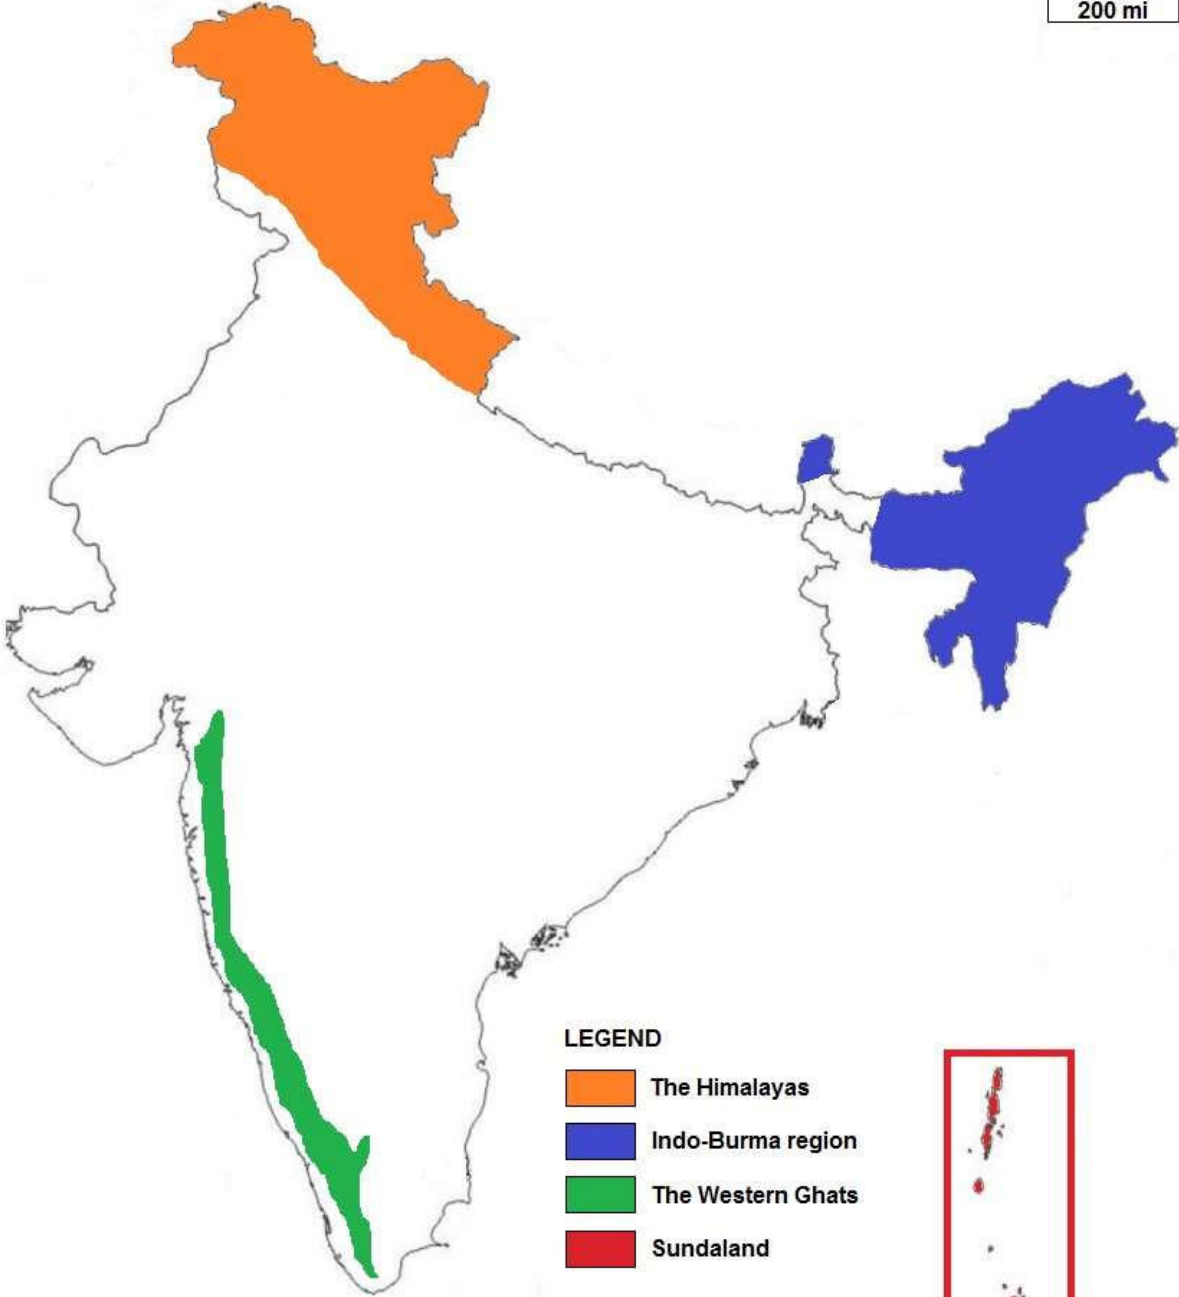 200 mi
LEGEND
The Himalayas
Indo-Burma region
The Western Ghats
Sundaland